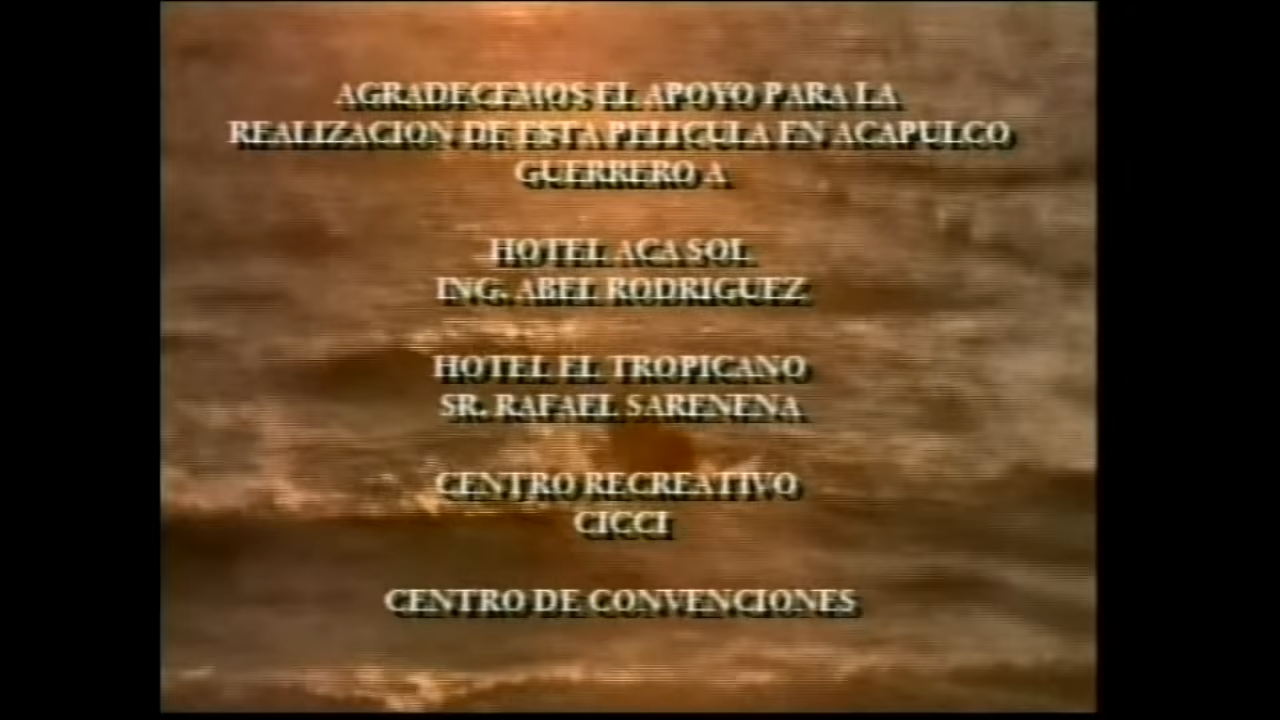 AGRADECEMOS EL APOYO PARA LA
REALIZACION DE ESTA PELICULA EN ACAPULCO
GUERRERO A
HOTEL ACA SOL
ING. ABEL RODRIGUEZ
HOTEL EL TROPICANO
SR. RAFAEL SARENENA
CENTRO RECREATIVO
CICCI
CENTRO DE CONVENCIONES